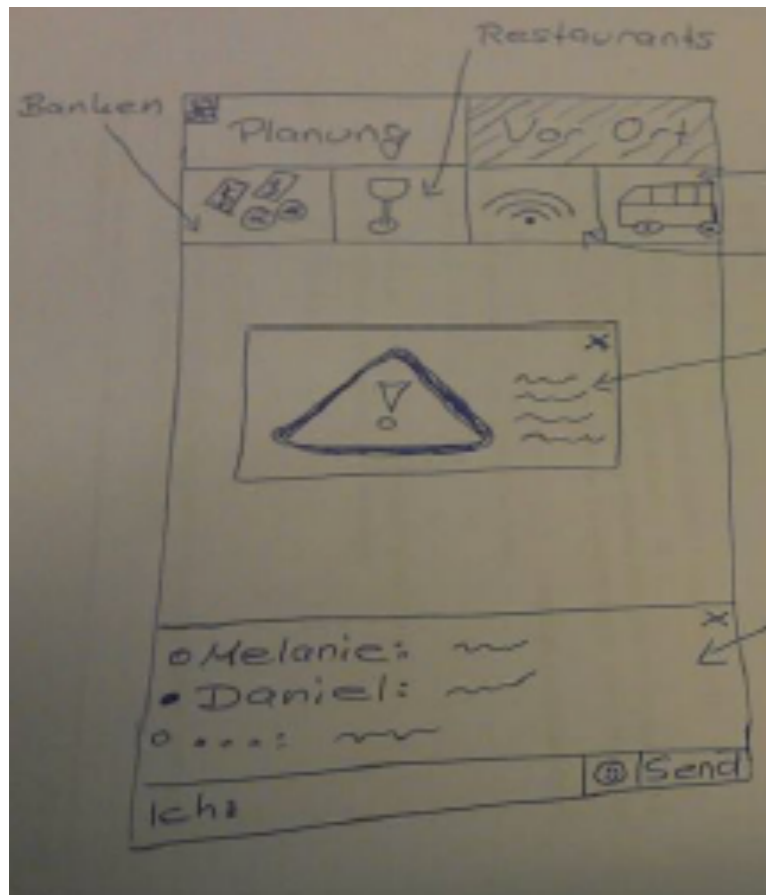 Restaurants
Banken
Planung
Vor Ort
Melanie:
Daniel:
...:
Ich:
Send